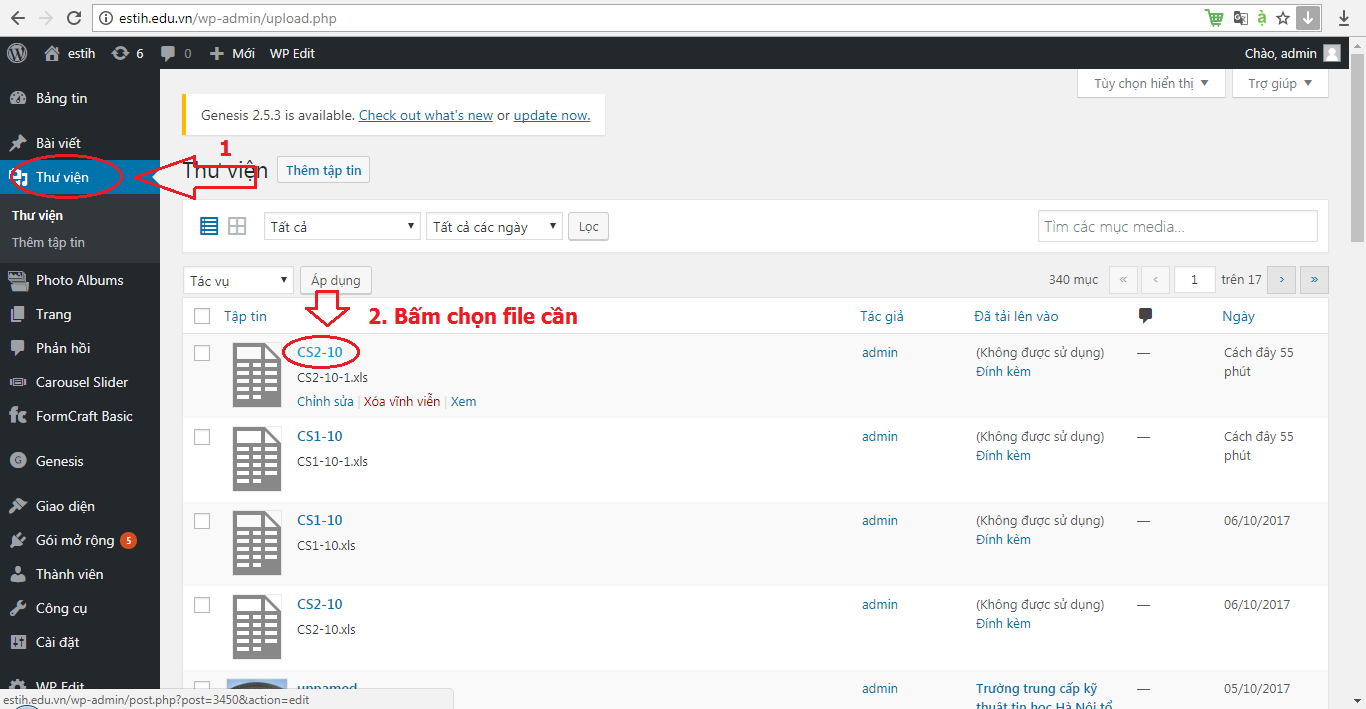 estih.edu.vn/wp-admin/upload.php
estih 6 0 Mới WP Edit Chào, admin
Tùy chọn hiển thị Trợ giúp
Bảng tin
Bài viết
Thư viện
Thư viện
Thêm tập tin
Photo Albums
Trang
Phản hồi
Carousel Slider
FormCraft Basic
Genesis
Giao diện
Gói mở rộng 5
Thành viên
Công cụ
Cài đặt
WP Edit
Genesis 2.5.3 is available. Check out what's new or update now.
1
Thư viện Thêm tập tin
Tất cả Tất cả các ngày Lọc Tìm các mục media...
Tác vụ Áp dụng 340 mục « ‹ 1 trên 17 › »
2. Bấm chọn file cần
Tập tin Tác giả Đã tải lên vào Ngày
CS2-10 admin (Không được sử dụng) — Cách đây 55
CS2-10-1.xls Đính kèm phút
Chỉnh sửa | Xóa vĩnh viễn | Xem
CS1-10 admin (Không được sử dụng) — Cách đây 55
CS1-10-1.xls Đính kèm phút
CS1-10 admin (Không được sử dụng) — 06/10/2017
CS1-10.xls Đính kèm
CS2-10 admin (Không được sử dụng) — 06/10/2017
CS2-10.xls Đính kèm
unnamed admin Trường trung cấp kỹ — 05/10/2017
thuật tin học Hà Nội tổ
estih.edu.vn/wp-admin/post.php?post=3450&action=edit